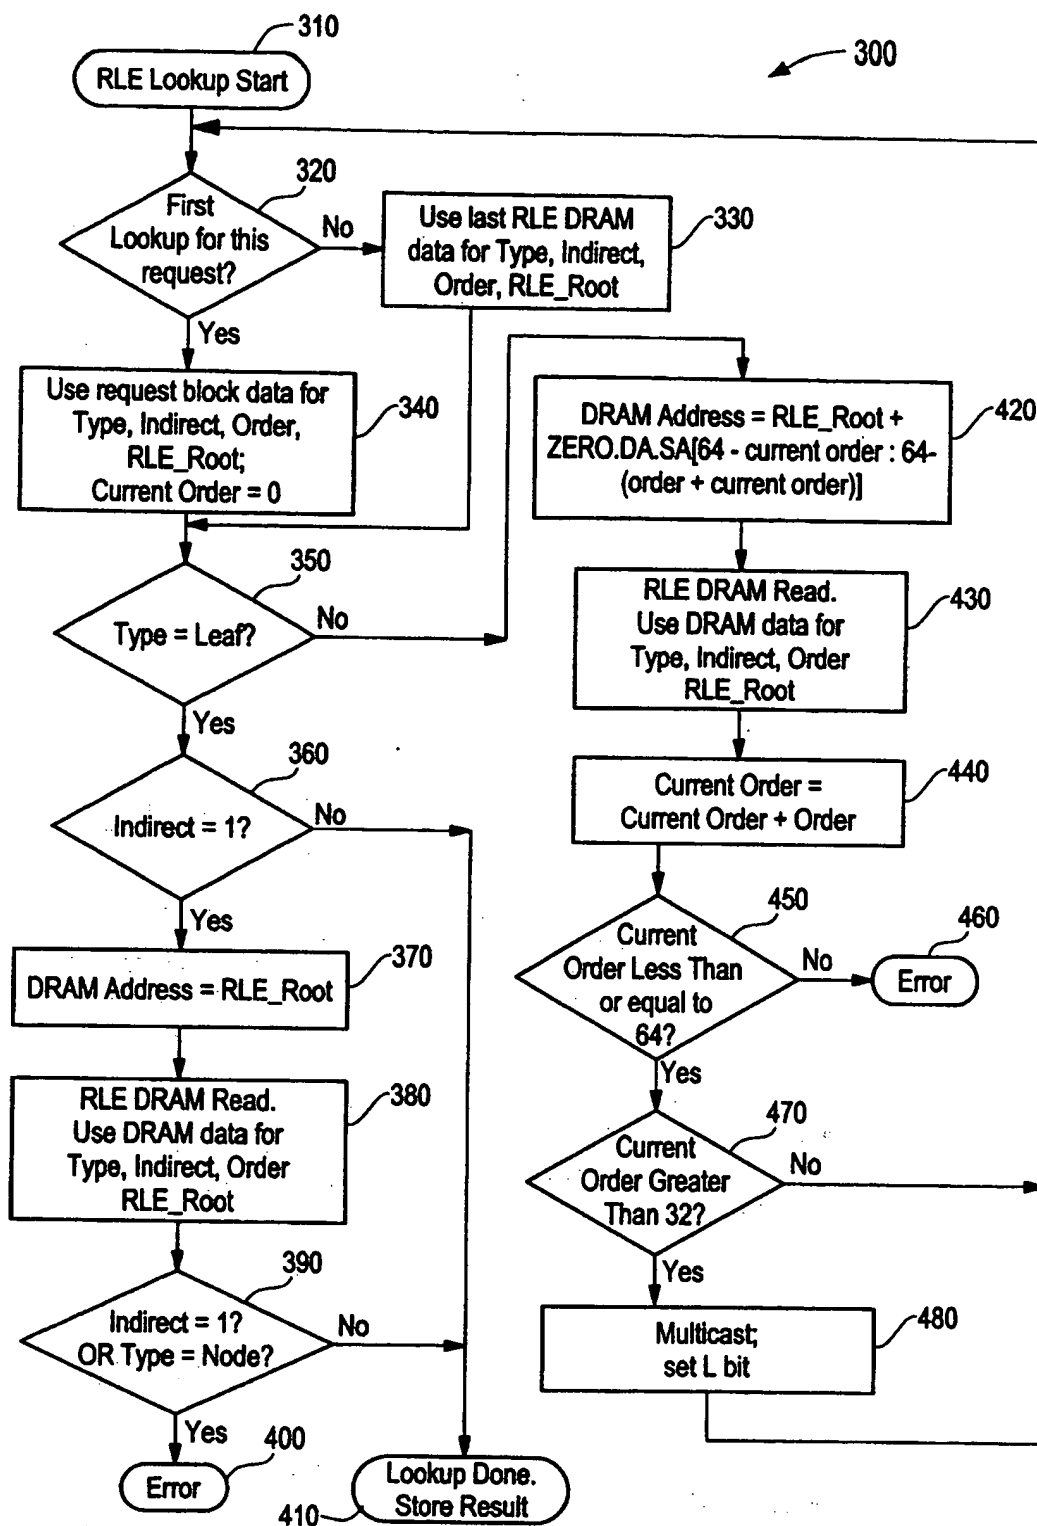 310
300
RLE Lookup Start
320
First
Lookup for this
request?
No
Use last RLE DRAM
data for Type, Indirect,
Order, RLE_Root
330
Yes
Use request block data for
Type, Indirect, Order,
RLE_Root;
Current Order = 0
340
350
Type = Leaf?
No
Yes
360
Indirect = 1?
No
Yes
DRAM Address = RLE_Root
370
RLE DRAM Read.
Use DRAM data for
Type, Indirect, Order
RLE_Root
380
390
Indirect = 1?
OR Type = Node?
No
Yes
400
Error
Lookup Done.
Store Result
410
DRAM Address = RLE_Root +
ZERO.DA.SA[64 - current order : 64-
(order + current order)]
420
RLE DRAM Read.
Use DRAM data for
Type, Indirect, Order
RLE_Root
430
Current Order =
Current Order + Order
440
450
Current
Order Less Than
or equal to
64?
No
460
Error
Yes
470
Current
Order Greater
Than 32?
No
Yes
Multicast;
set L bit
480